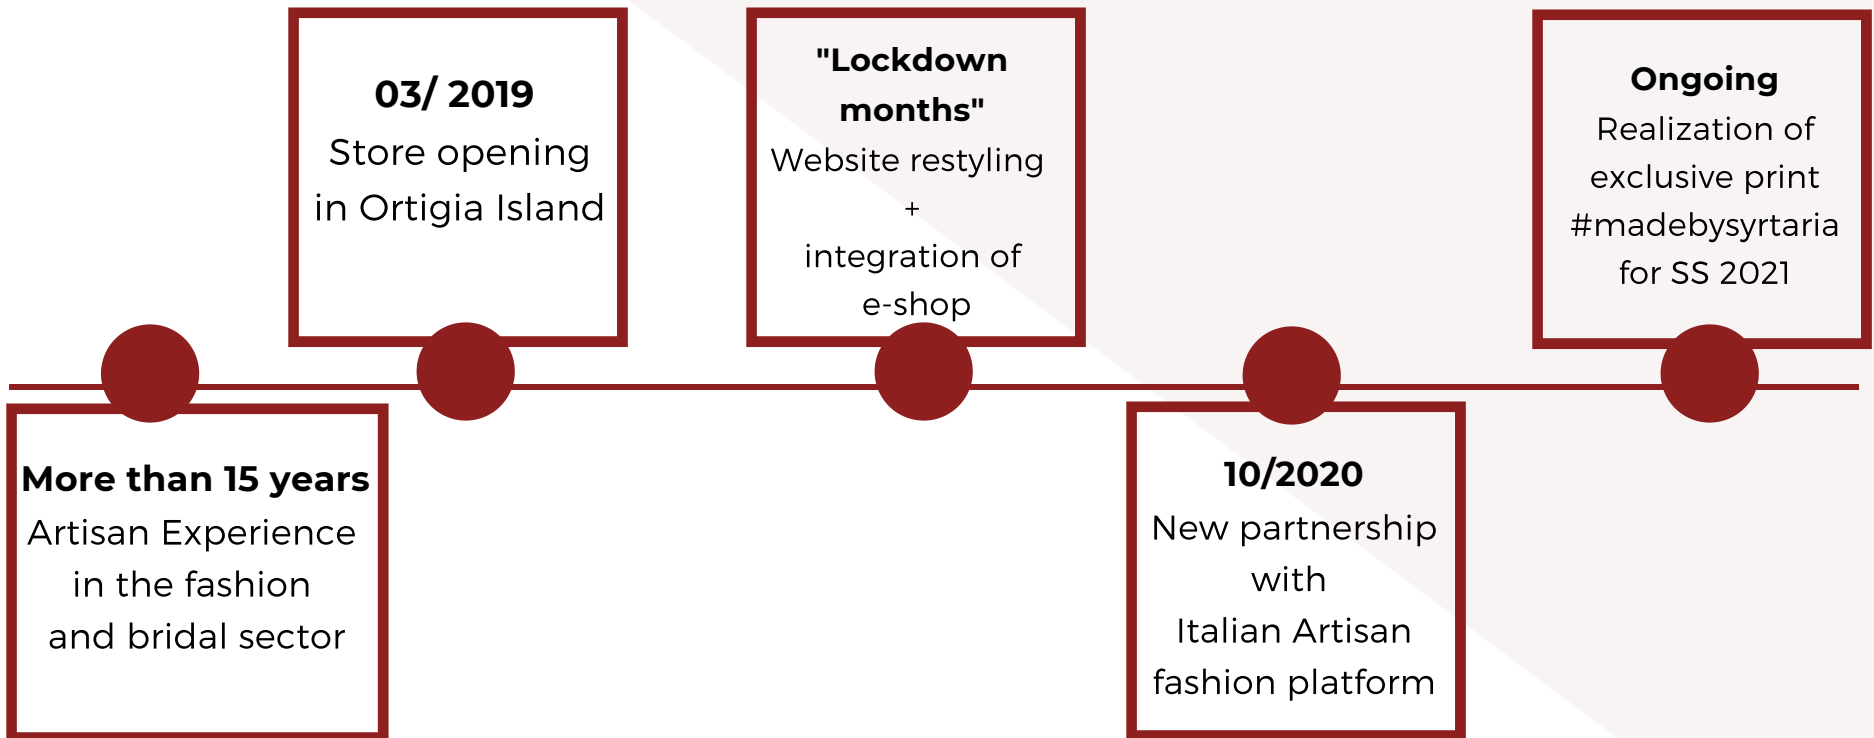 More than 15 years
Artisan Experience
in the fashion
and bridal sector
03/ 2019
Store opening
in Ortigia Island
"Lockdown
months"
Website restyling
+
integration of
e-shop
10/2020
New partnership
with
Italian Artisan
fashion platform
Ongoing
Realization of
exclusive print
#madebysyrtaria
for SS 2021